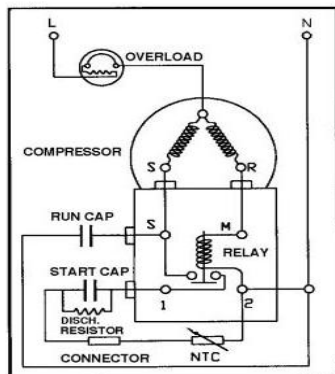 L N
OVERLOAD
COMPRESSOR
S R
RUN CAP
S M
RELAY
START CAP
1 2
DISCH.
RESISTOR
CONNECTOR NTC